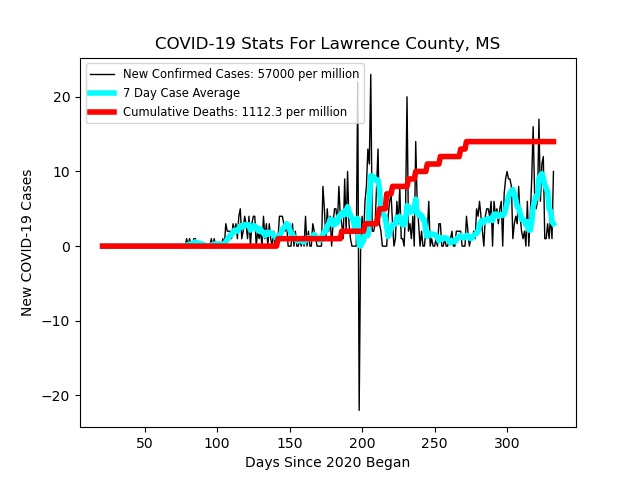 COVID-19 Stats For Lawrence County, MS
New Confirmed Cases: 57000 per million
7 Day Case Average
Cumulative Deaths: 1112.3 per million
New COVID-19 Cases
20
10
0
−10
−20
50 100 150 200 250 300
Days Since 2020 Began